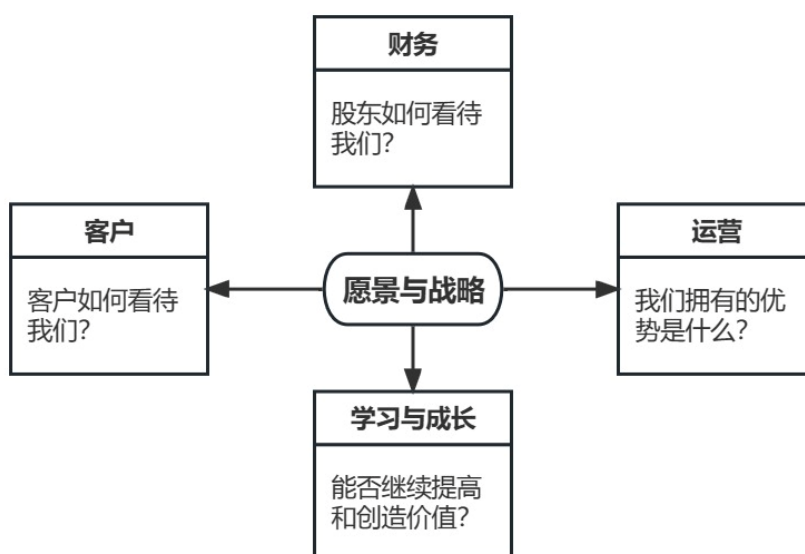 财务
股东如何看待
我们？
客户
客户如何看待
我们？
愿景与战略
运营
我们拥有的优
势是什么？
学习与成长
能否继续提高
和创造价值？